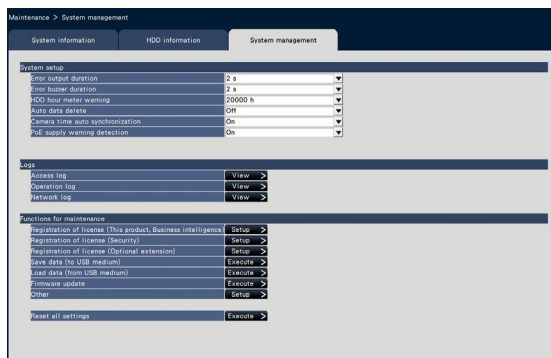 Maintenance > System management
System information HDD information System management
System setup
Error output duration 2 s
Error buzzer duration 2 s
HDD hour meter warning 20000 h
Auto data delete Off
Camera time auto synchronization On
PoE supply warning detection On
Logs
Access log View >
Operation log View >
Network log View >
Functions for maintenance
Registration of license (This product, Business intelligence) Setup >
Registration of license (Security) Setup >
Registration of license (Optional extension) Setup >
Save data (to USB medium) Execute >
Load data (from USB medium) Execute >
Firmware update Execute >
Other Setup >
Reset all settings Execute >